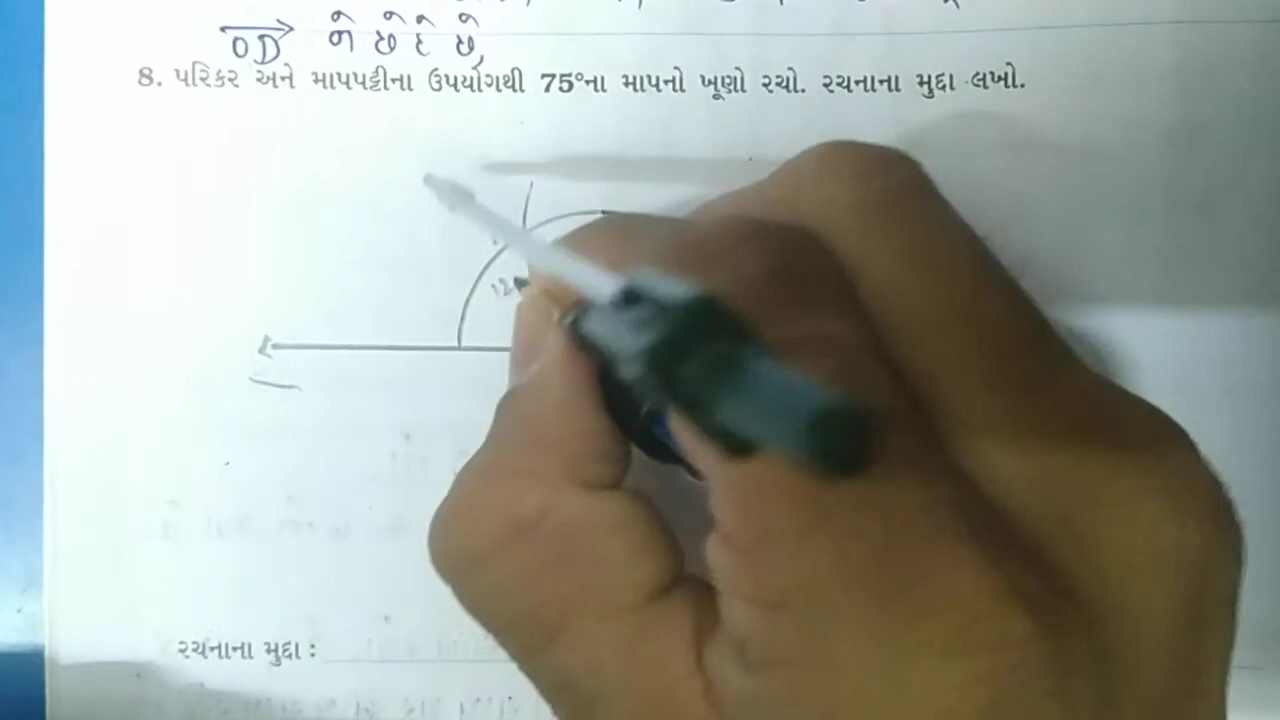 OD ને છેદે છે,
8. પરિકર અને માપપટ્ટીના ઉપયોગથી 75°ના માપનો ખૂણો રચો. રચનાના મુદ્દા લખો.
રચનાના મુદ્દા :